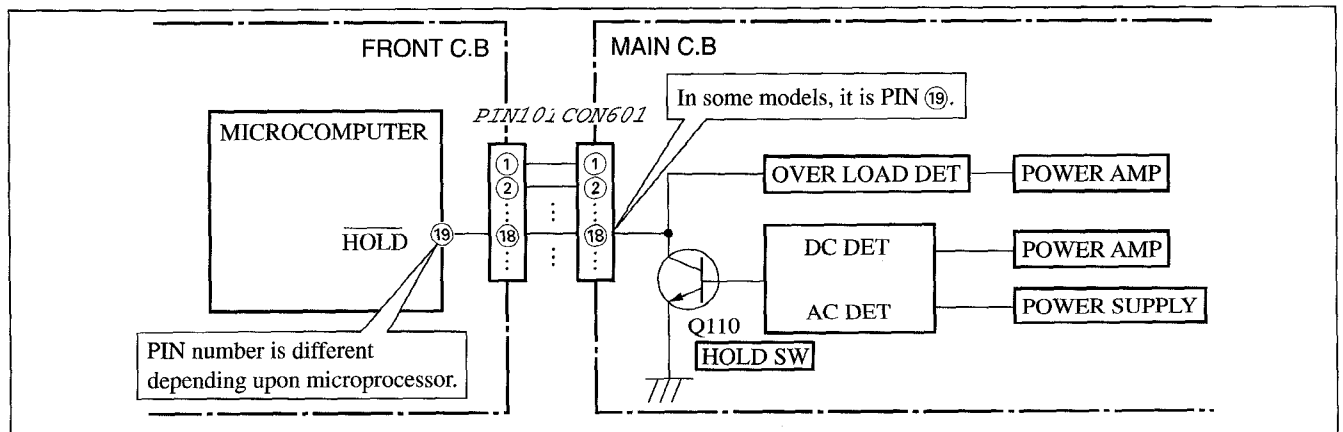 FRONT C.B
MAIN C.B
In some models, it is PIN ⑲.
PIN101 CON601
MICROCOMPUTER
① ①
② ②
HOLD ⑲ ⑱ ⑱
OVER LOAD DET
POWER AMP
DC DET
POWER AMP
AC DET
POWER SUPPLY
Q110
HOLD SW
PIN number is different
depending upon microprocessor.